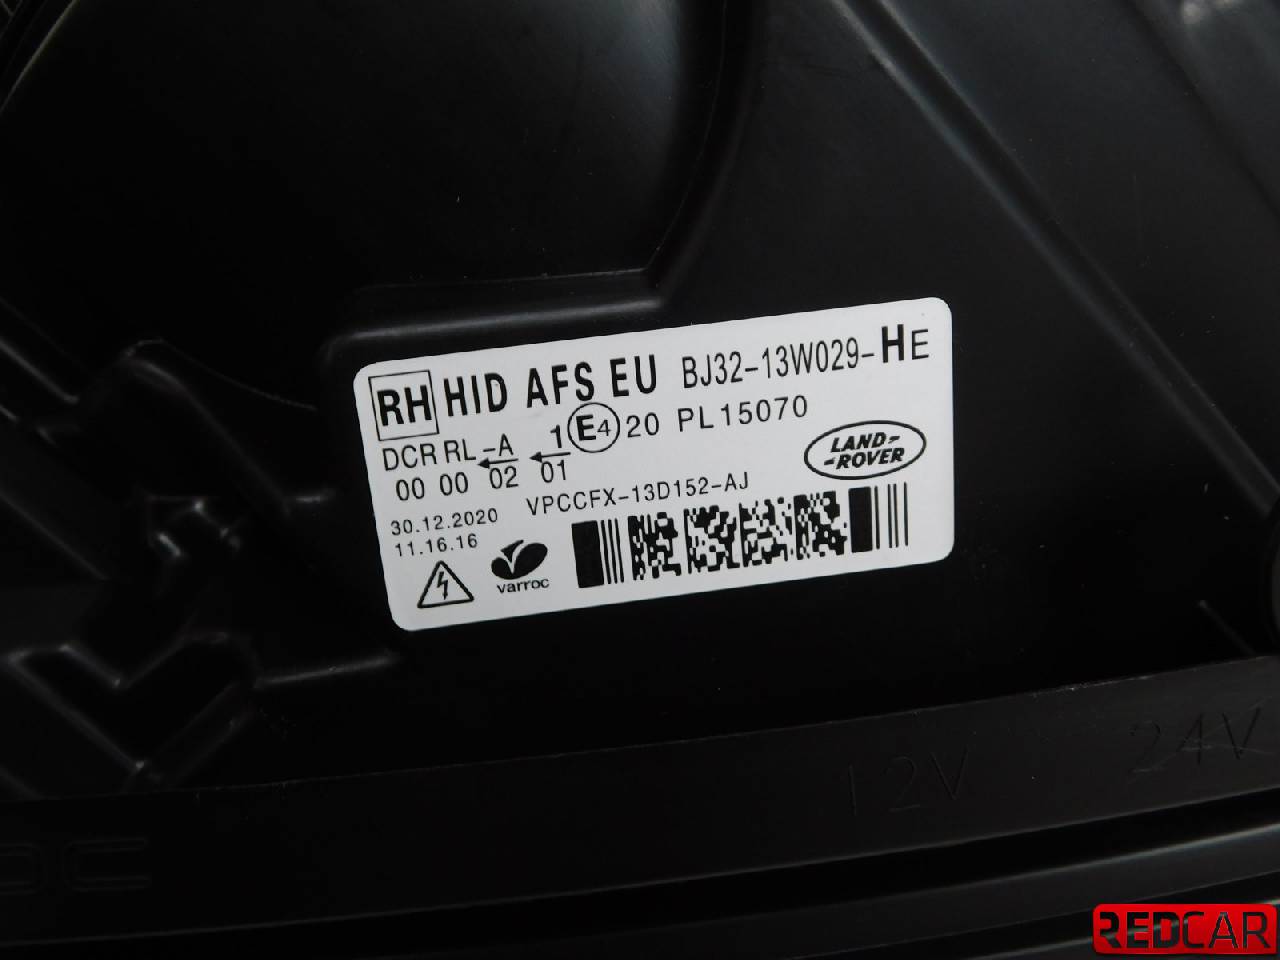 RH HID AFS EU BJ32-13W029-HE
DCR RL -A 1 E4 20 PL15070
00 00 02 01
LAND-
-ROVER
VPCCFX-13D152-AJ
30.12.2020
11.16.16
varroc
12V 24V
REDCAR